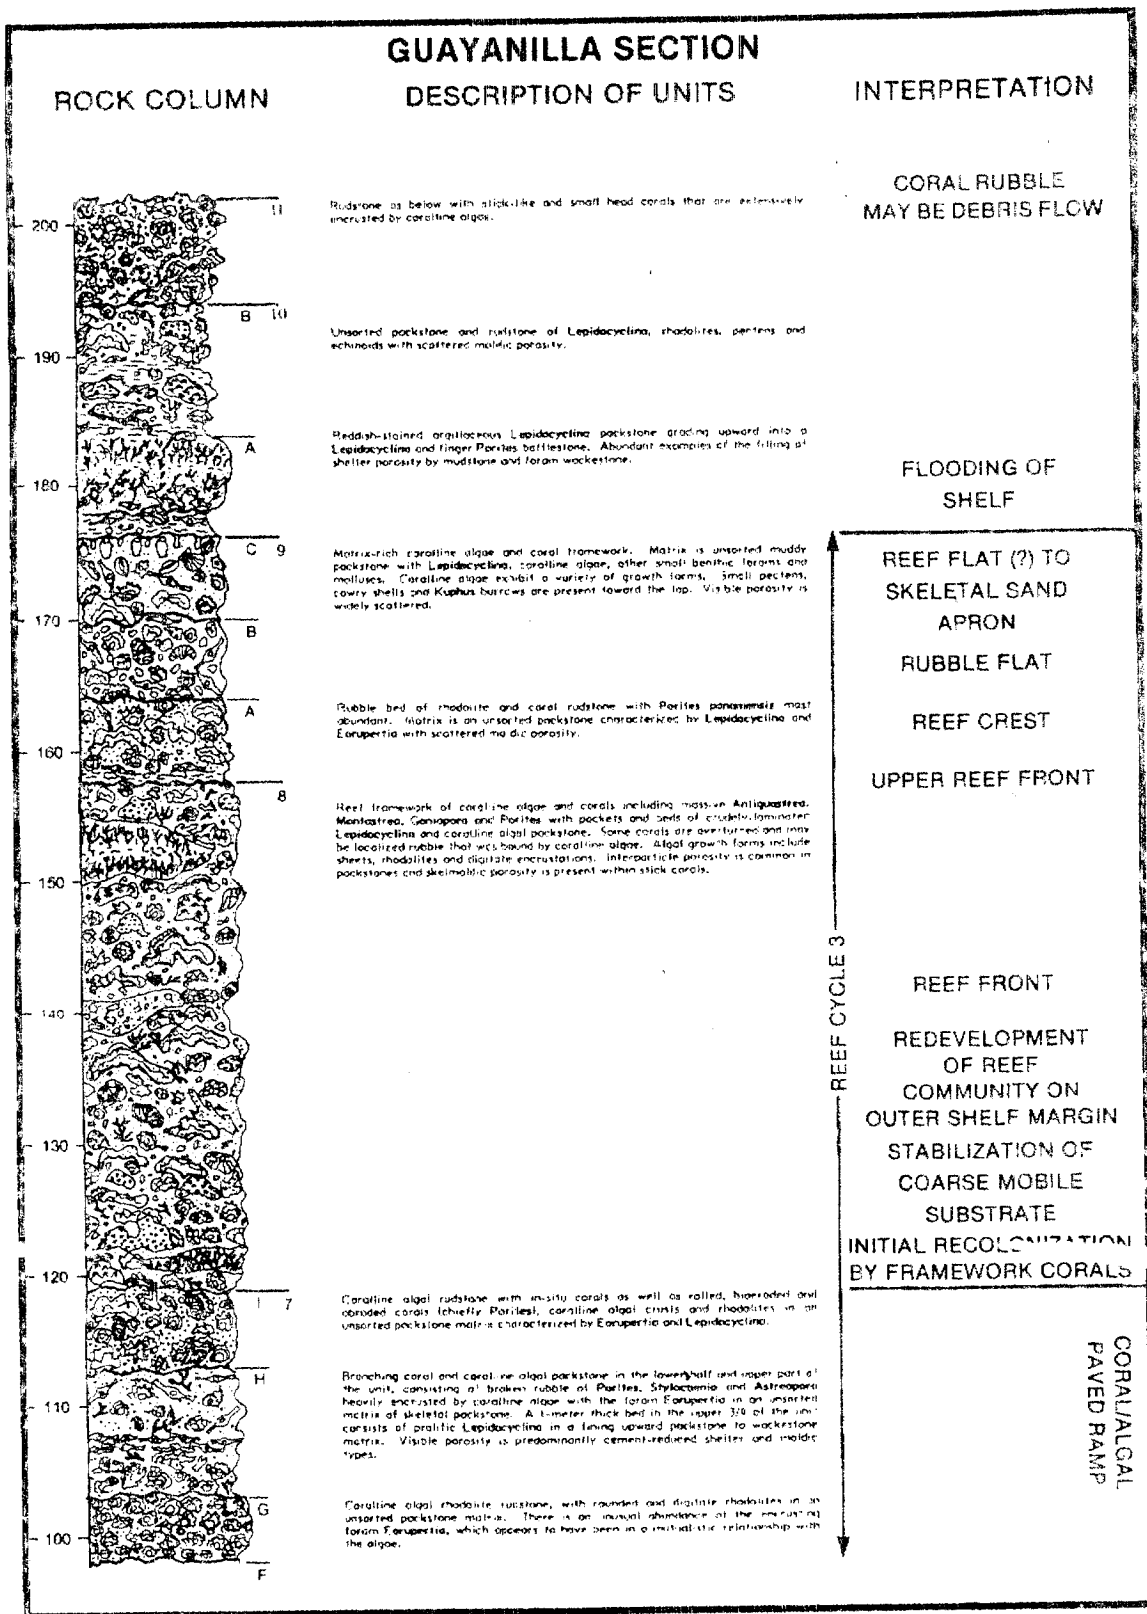 GUAYANILLA SECTION
ROCK COLUMN
DESCRIPTION OF UNITS
INTERPRETATION
CORAL RUBBLE
MAY BE DEBRIS FLOW
11
Rudstone as below with stick-like and small head corals that are extensively
encrusted by coralline algae.
200
B 10
Unsorted packstone and rudstone of Lepidocyclina, rhodolites, pectens and
echinoids with scattered moldic porosity.
190
A
Reddish-stained argillaceous Lepidocyclina packstone grading upward into a
Lepidocyclina and finger Porites bafflestone. Abundant examples of the filling of
shelter porosity by mudstone and foram wackestone.
180
FLOODING OF
SHELF
C 9
Matrix-rich coralline algae and coral framework. Matrix is unsorted muddy
packstone with Lepidocyclina, coralline algae, other small benthic forams and
molluscs. Coralline algae exhibit a variety of growth forms. Small pectens,
cowry shells and Kuphus burrows are present toward the top. Visible porosity is
widely scattered.
REEF FLAT (?) TO
SKELETAL SAND
APRON
170
B
RUBBLE FLAT
A
Rubble bed of rhodolite and coral rudstone with Porites panamensis most
abundant. Matrix is an unsorted packstone characterized by Lepidocyclina and
Eorupertia with scattered moldic porosity.
REEF CREST
160
UPPER REEF FRONT
8
Reef framework of coralline algae and corals including massive Antiguastrea,
Montastrea, Goniopora and Porites with pockets and beds of crudely-laminated
Lepidocyclina and coralline algal packstone. Some corals are overturned and may
be localized rubble that was bound by coralline algae. Algal growth forms include
sheets, rhodolites and digitate encrustations. Interparticle porosity is common in
packstones and skelmoldic porosity is present within stick corals.
150
REEF CYCLE 3
REEF FRONT
140
REDEVELOPMENT
OF REEF
COMMUNITY ON
OUTER SHELF MARGIN
130
STABILIZATION OF
COARSE MOBILE
SUBSTRATE
INITIAL RECOLONIZATION
BY FRAMEWORK CORALS
120
I 7
Coralline algal rudstone with in-situ corals as well as rolled, bioeroded and
abraded corals (chiefly Porites), coralline algal crusts and rhodolites in an
unsorted packstone matrix characterized by Eorupertia and Lepidocyclina.
CORAL/ALGAL
PAVED RAMP
H
Branching coral and coralline algal packstone in the lower half and upper part of
the unit, consisting of broken rubble of Porites, Stylocoenia and Astreopora
heavily encrusted by coralline algae with the foram Eorupertia in an unsorted
matrix of skeletal packstone. A 1-meter thick bed in the upper 3/4 of the unit
consists of prolific Lepidocyclina in a fining upward packstone to wackestone
matrix. Visible porosity is predominantly cement-reduced shelter and moldic
types.
110
G
Coralline algal rhodolite rudstone, with rounded and digitate rhodolites in an
unsorted packstone matrix. There is an unusual abundance of the encrusting
foram Eorupertia, which appears to have been in a mutualistic relationship with
the algae.
100
F